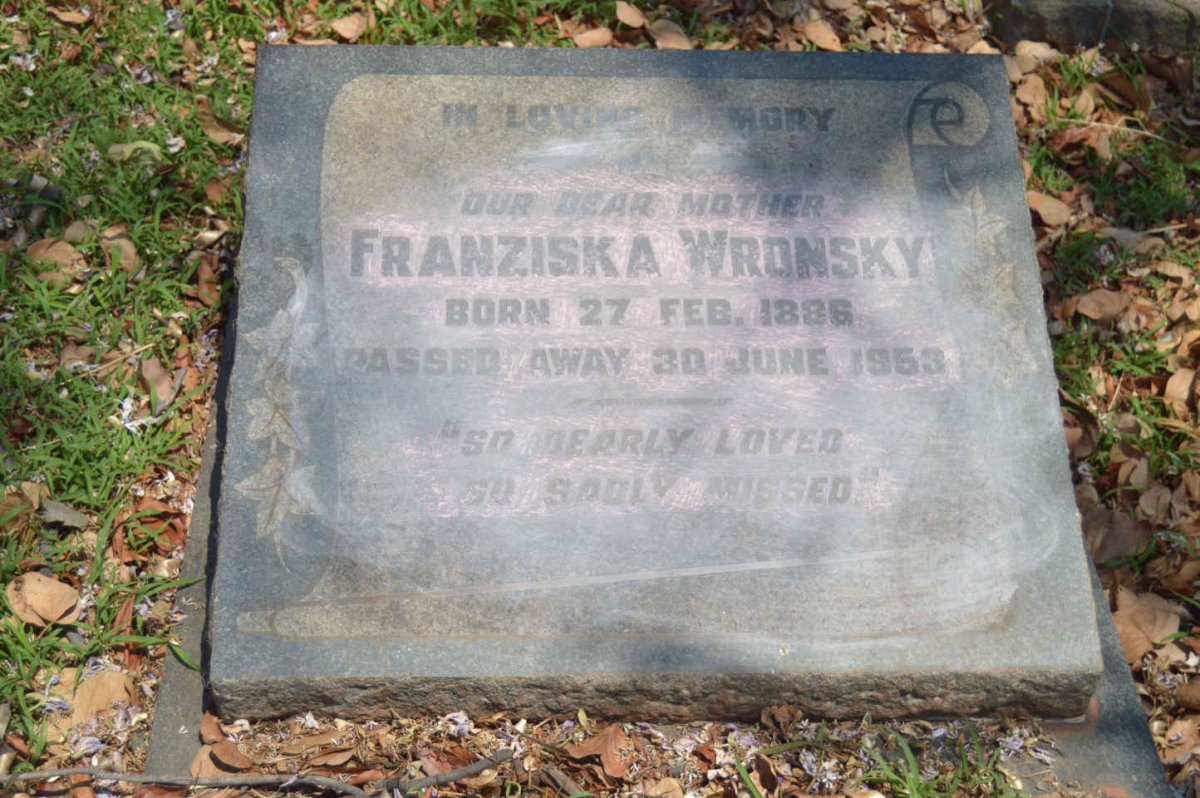 IN LOVING MEMORY
OF
OUR DEAR MOTHER
FRANZISKA WRONSKY
BORN 27 FEB. 1886
PASSED AWAY 30 JUNE 1953
"SO DEARLY LOVED
SO SADLY MISSED"